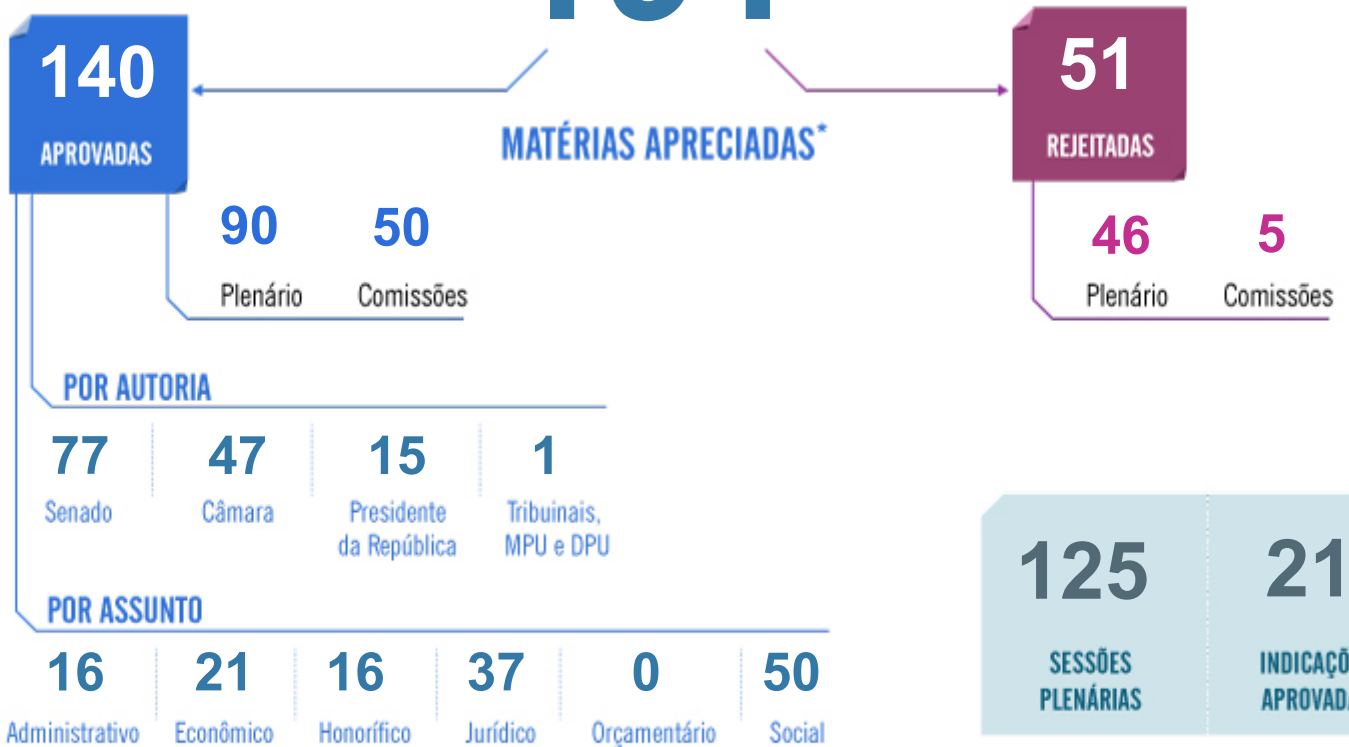 140
APROVADAS
MATÉRIAS APRECIADAS*
51
REJEITADAS
90 50
Plenário Comissões
46 5
Plenário Comissões
POR AUTORIA
77 47 15 1
Senado Câmara Presidente da República Tribuinais, MPU e DPU
125 21
SESSÕES PLENÁRIAS
POR ASSUNTO
16 21 16 37 0 50
Administrativo Econômico Honorífico Jurídico Orçamentário Social